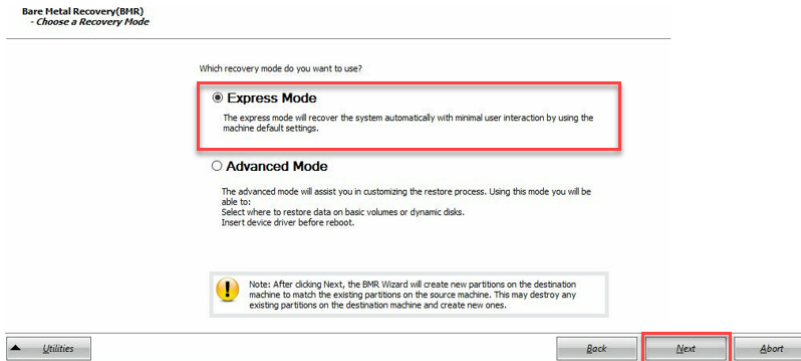 Bare Metal Recovery(BMR)
- Choose a Recovery Mode
Which recovery mode do you want to use?
Express Mode
The express mode will recover the system automatically with minimal user interaction by using the
machine default settings.
Advanced Mode
The advanced mode will assist you in customizing the restore process. Using this mode you will be
able to:
Select where to restore data on basic volumes or dynamic disks.
Insert device driver before reboot.
Note: After clicking Next, the BMR Wizard will create new partitions on the destination
machine to match the existing partitions on the source machine. This may destroy any
existing partitions on the destination machine and create new ones.
Utilities
Back
Next
Abort